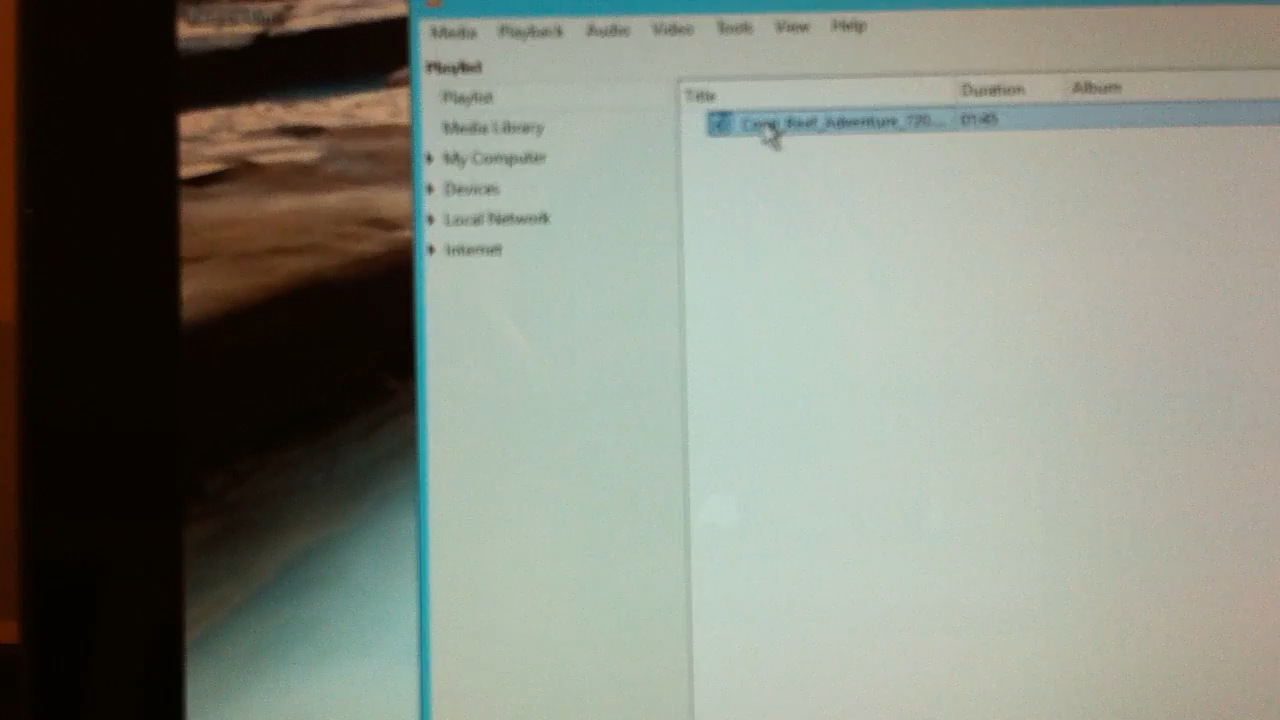 Media Playback Audio Video Tools View Help
Playlist
Playlist
Media Library
My Computer
Devices
Local Network
Internet
Title Duration Album
Reef_Adventure_720... 01:45